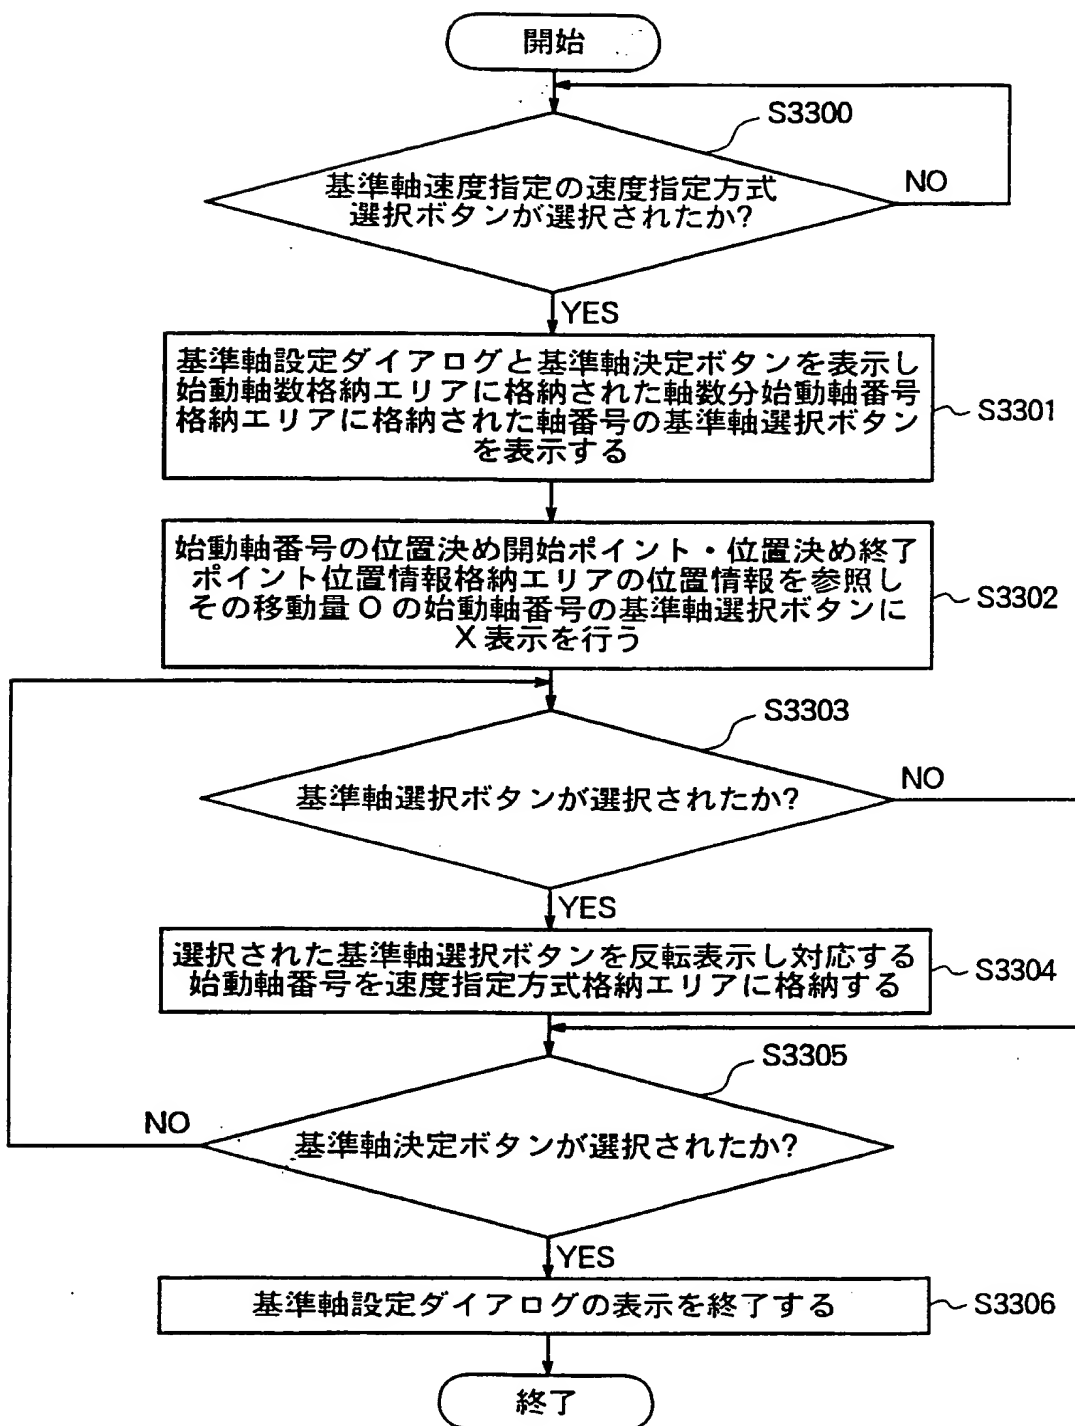 開始
S3300
基準軸速度指定の速度指定方式
選択ボタンが選択されたか?
NO
YES
基準軸設定ダイアログと基準軸決定ボタンを表示し
始動軸数格納エリアに格納された軸数分始動軸番号
格納エリアに格納された軸番号の基準軸選択ボタン
を表示する
S3301
始動軸番号の位置決め開始ポイント・位置決め終了
ポイント位置情報格納エリアの位置情報を参照し
その移動量0の始動軸番号の基準軸選択ボタンに
X表示を行う
S3302
S3303
基準軸選択ボタンが選択されたか?
NO
YES
選択された基準軸選択ボタンを反転表示し対応する
始動軸番号を速度指定方式格納エリアに格納する
S3304
S3305
NO
基準軸決定ボタンが選択されたか?
YES
基準軸設定ダイアログの表示を終了する
S3306
終了